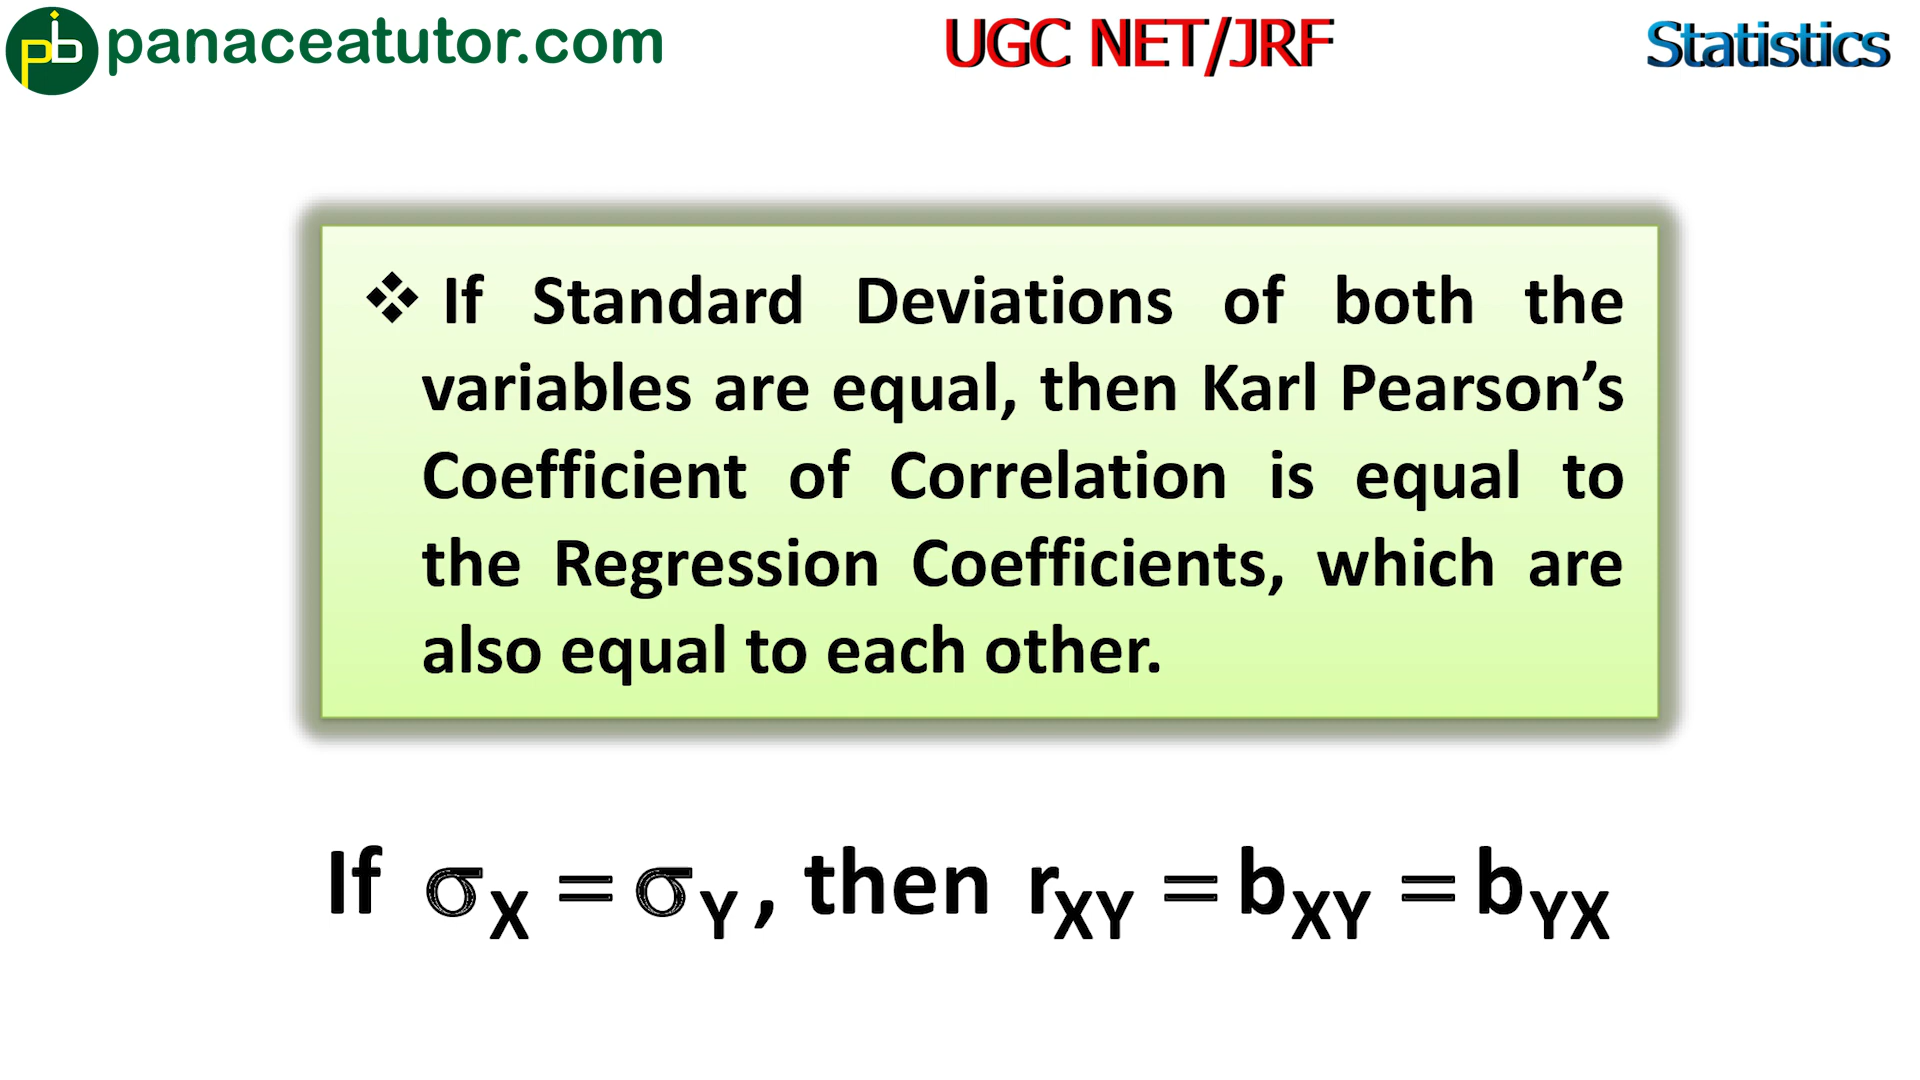 pb panaceatutor.com UGC NET/JRF Statistics
❖ If Standard Deviations of both the
variables are equal, then Karl Pearson’s
Coefficient of Correlation is equal to
the Regression Coefficients, which are
also equal to each other.
If σX = σY , then rXY = bXY = bYX